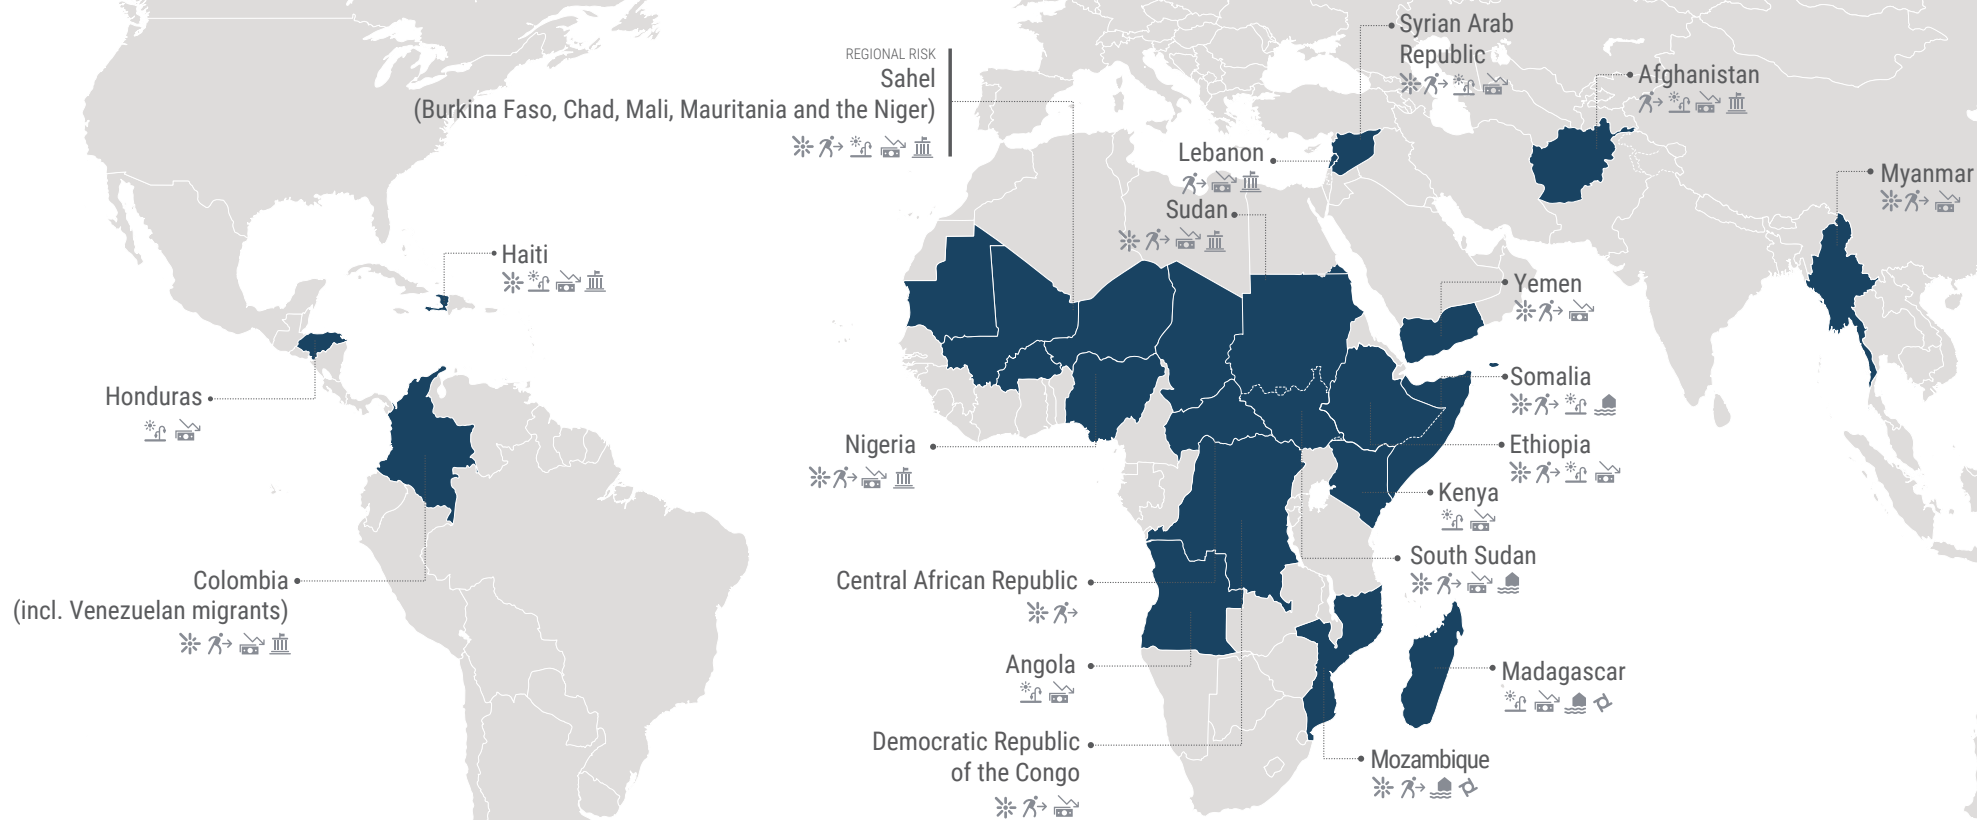 REGIONAL RISK
Sahel
(Burkina Faso, Chad, Mali, Mauritania and the Niger)
Syrian Arab
Republic
Afghanistan
Lebanon
Myanmar
Sudan
Haiti
Yemen
Honduras
Somalia
Nigeria
Ethiopia
Kenya
South Sudan
Colombia
(incl. Venezuelan migrants)
Central African Republic
Angola
Madagascar
Democratic Republic
of the Congo
Mozambique